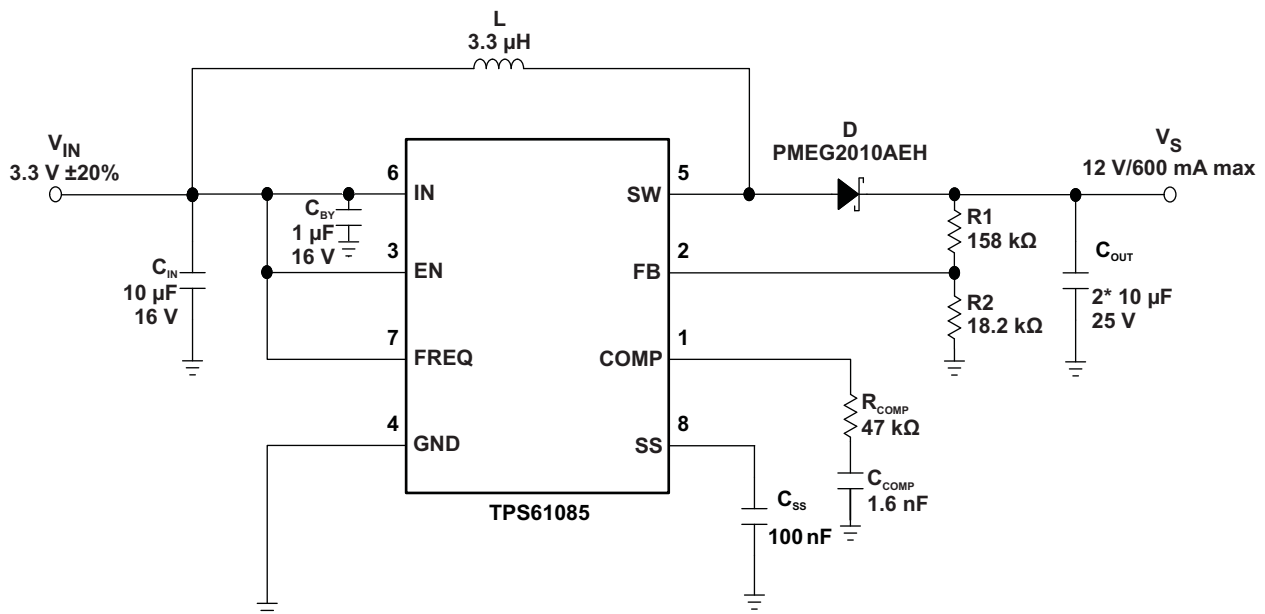 L
3.3 µH
V_IN
3.3 V ±20%
D
PMEG2010AEH
V_S
12 V/600 mA max
6
IN
5
SW
C_BY
1 µF
16 V
R1
158 kΩ
3
EN
2
FB
C_IN
10 µF
16 V
C_OUT
2* 10 µF
25 V
R2
18.2 kΩ
7
FREQ
1
COMP
R_COMP
47 kΩ
4
GND
8
SS
C_COMP
1.6 nF
C_SS
100 nF
TPS61085